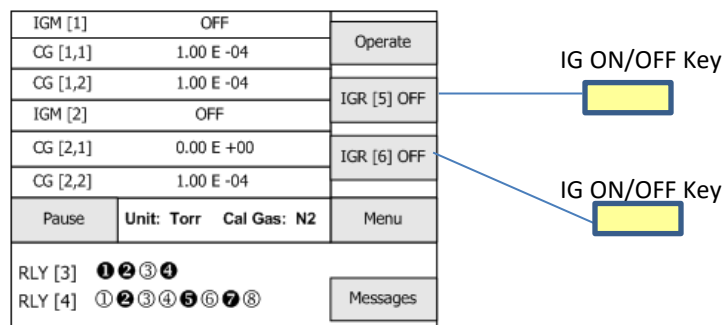 IGM [1] OFF
CG [1,1] 1.00 E -04
CG [1,2] 1.00 E -04
IGM [2] OFF
CG [2,1] 0.00 E +00
CG [2,2] 1.00 E -04
Operate
IGR [5] OFF
IGR [6] OFF
Pause Unit: Torr Cal Gas: N2 Menu
RLY [3] ❶❷③❹
RLY [4] ①❷③④❺⑥❼⑧
Messages
IG ON/OFF Key
IG ON/OFF Key